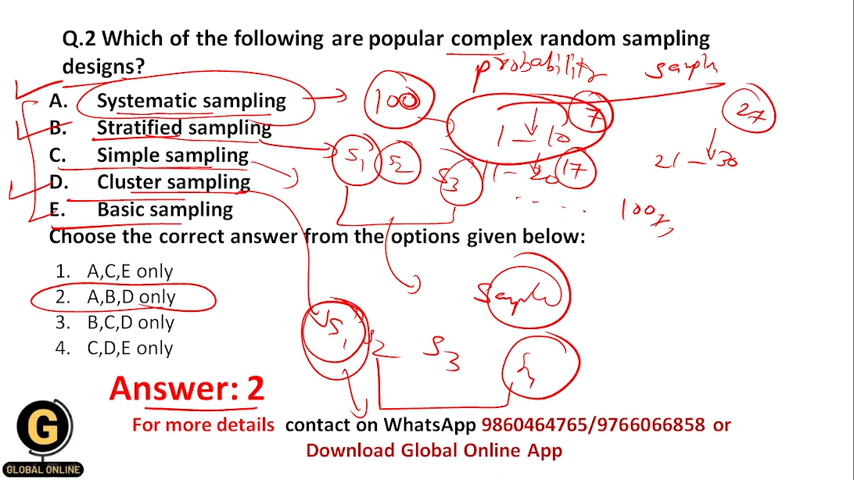 Q.2 Which of the following are popular complex random sampling
designs?
probability
A. Systematic sampling
100
7
27
B. Stratified sampling
1 - 10
C. Simple sampling
S1 S2
S3
17
21 - 30
D. Cluster sampling
E. Basic sampling
Choose the correct answer from the options given below:
1. A,C,E only
2. A,B,D only
3. B,C,D only
4. C,D,E only
S1
S3
Answer: 2
For more details contact on WhatsApp 9860464765/9766066858 or
Download Global Online App
G
GLOBAL ONLINE